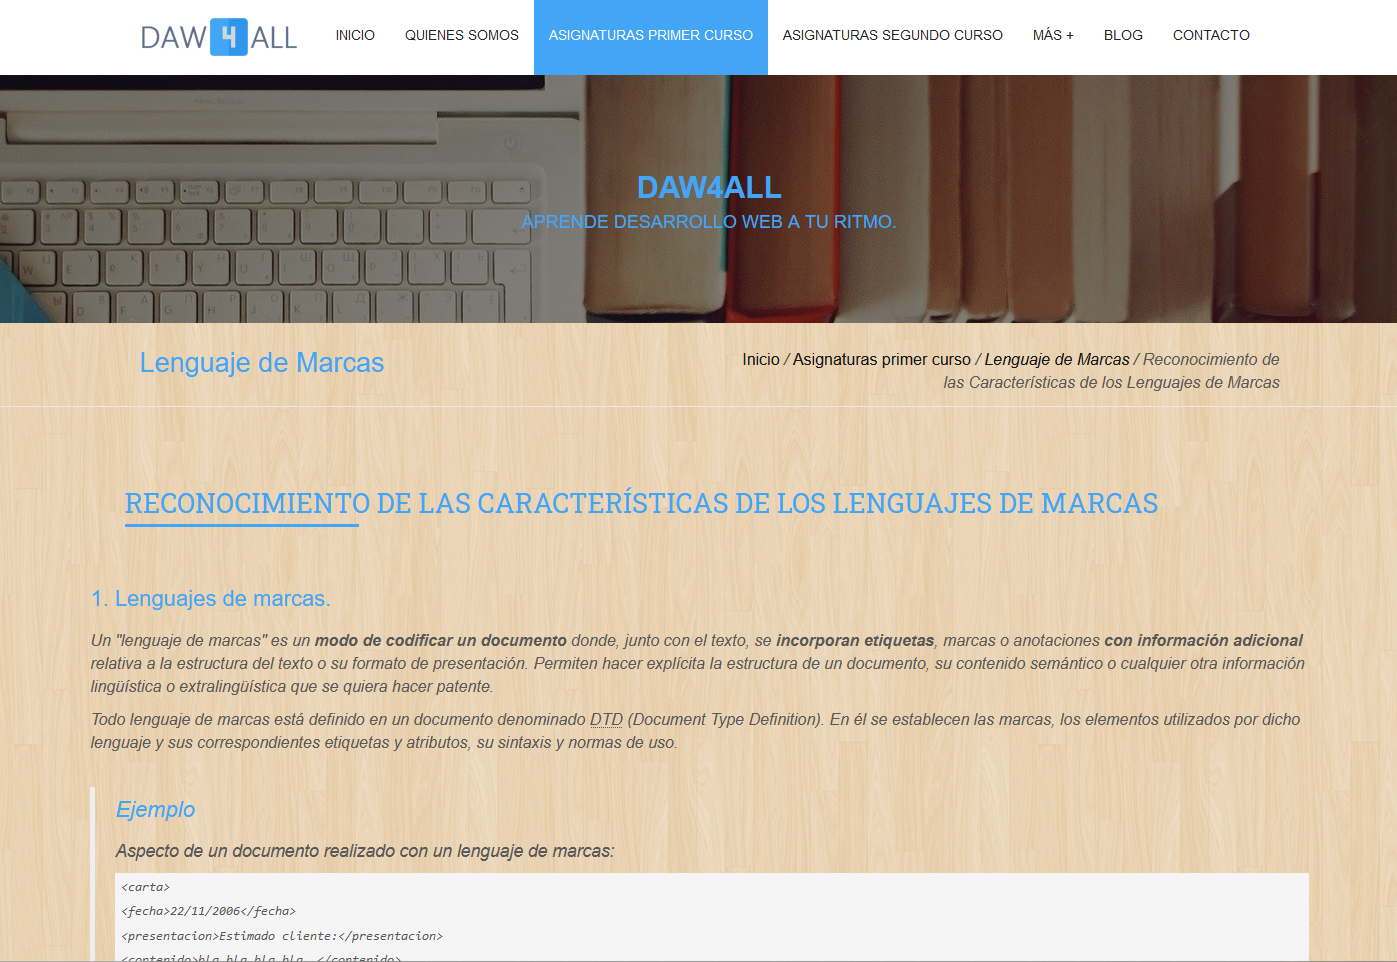 DAW4ALL
INICIO
QUIENES SOMOS
ASIGNATURAS PRIMER CURSO
ASIGNATURAS SEGUNDO CURSO
MÁS +
BLOG
CONTACTO
DAW4ALL
APRENDE DESARROLLO WEB A TU RITMO.
Lenguaje de Marcas
Inicio / Asignaturas primer curso / Lenguaje de Marcas / Reconocimiento de
las Características de los Lenguajes de Marcas
RECONOCIMIENTO DE LAS CARACTERÍSTICAS DE LOS LENGUAJES DE MARCAS
1. Lenguajes de marcas.
Un "lenguaje de marcas" es un modo de codificar un documento donde, junto con el texto, se incorporan etiquetas, marcas o anotaciones con información adicional
relativa a la estructura del texto o su formato de presentación. Permiten hacer explícita la estructura de un documento, su contenido semántico o cualquier otra información
lingüística o extralingüística que se quiera hacer patente.
Todo lenguaje de marcas está definido en un documento denominado DTD (Document Type Definition). En él se establecen las marcas, los elementos utilizados por dicho
lenguaje y sus correspondientes etiquetas y atributos, su sintaxis y normas de uso.
Ejemplo
Aspecto de un documento realizado con un lenguaje de marcas:
<carta>
<fecha>22/11/2006</fecha>
<presentacion>Estimado cliente:</presentacion>
<contenido>bla bla bla bla …</contenido>